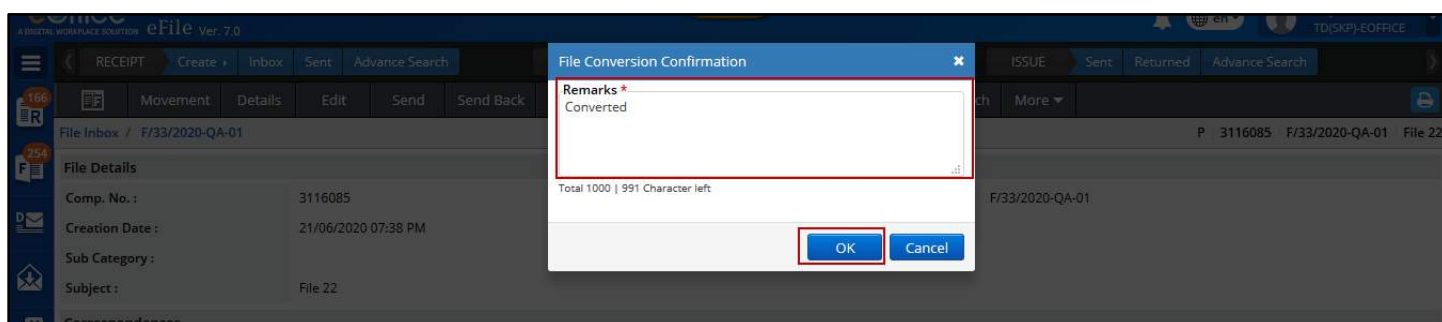 A DIGITAL WORKPLACE SOLUTION eFile Ver. 7.0
en
TD(SKP)-EOFFICE
RECEIPT Create Inbox Sent Advance Search
ISSUE Sent Returned Advance Search
166
R
Movement Details Edit Send Send Back
More
File Inbox / F/33/2020-QA-01
P 3116085 F/33/2020-QA-01 File 22
254
F
File Details
Comp. No. : 3116085
F/33/2020-QA-01
Creation Date : 21/06/2020 07:38 PM
D
Sub Category :
Subject : File 22
File Conversion Confirmation
Remarks *
Converted
Total 1000 | 991 Character left
OK Cancel